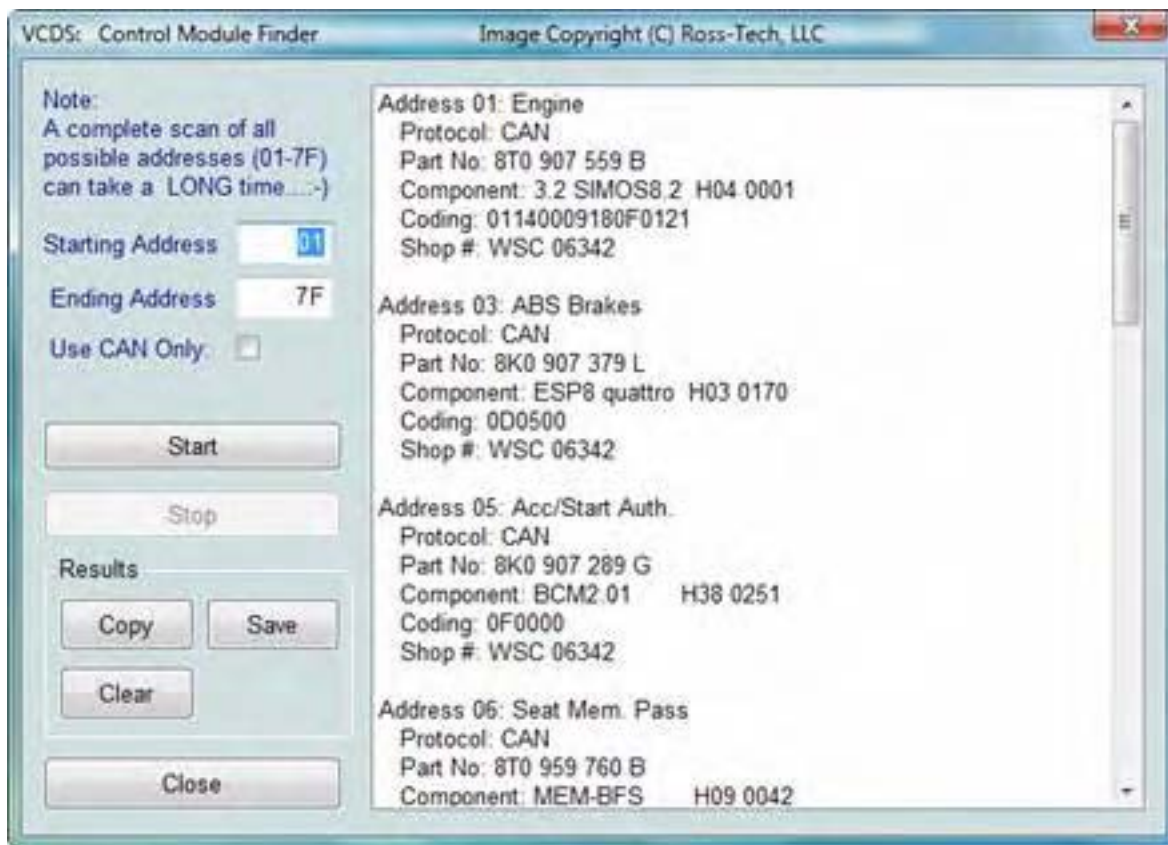 VCDS: Control Module Finder
Image Copyright (C) Ross-Tech, LLC
Note:
A complete scan of all
possible addresses (01-7F)
can take a LONG time....:-)
Starting Address 01
Ending Address 7F
Use CAN Only:
Start
Stop
Results
Copy Save
Clear
Close
Address 01: Engine
Protocol: CAN
Part No: 8T0 907 559 B
Component: 3.2 SIMOS8.2 H04 0001
Coding: 01140009180F0121
Shop #: WSC 06342
Address 03: ABS Brakes
Protocol: CAN
Part No: 8K0 907 379 L
Component: ESP8 quattro H03 0170
Coding: 0D0500
Shop #: WSC 06342
Address 05: Acc/Start Auth.
Protocol: CAN
Part No: 8K0 907 289 G
Component: BCM2 01 H38 0251
Coding: 0F0000
Shop #: WSC 06342
Address 06: Seat Mem. Pass
Protocol: CAN
Part No: 8T0 959 760 B
Component: MEM-BFS H09 0042